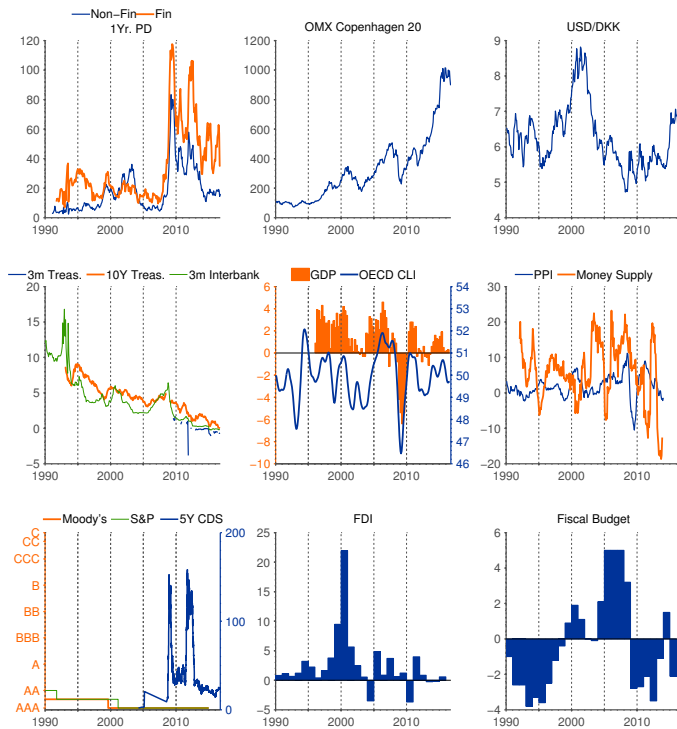 Non-Fin Fin
1Yr. PD
120
100
80
60
40
20
0
1990 2000 2010
OMX Copenhagen 20
1200
1000
800
600
400
200
0
1990 2000 2010
USD/DKK
9
8
7
6
5
4
1990 2000 2010
3m Treas. 10Y Treas. 3m Interbank
20
15
10
5
0
−5
1990 2000 2010
GDP OECD CLI
6 54
4 53
2 52
0 51
−2 50
−4 49
−6 48
−8 47
−10 46
1990 2000 2010
PPI Money Supply
30
20
10
0
−10
−20
1990 2000 2010
Moody's S&P 5Y CDS
C 200
CC
CCC
B
BB 100
BBB
A
AA
AAA 0
1990 2000 2010
FDI
25
20
15
10
5
0
−5
1990 2000 2010
Fiscal Budget
6
4
2
0
−2
−4
1990 2000 2010